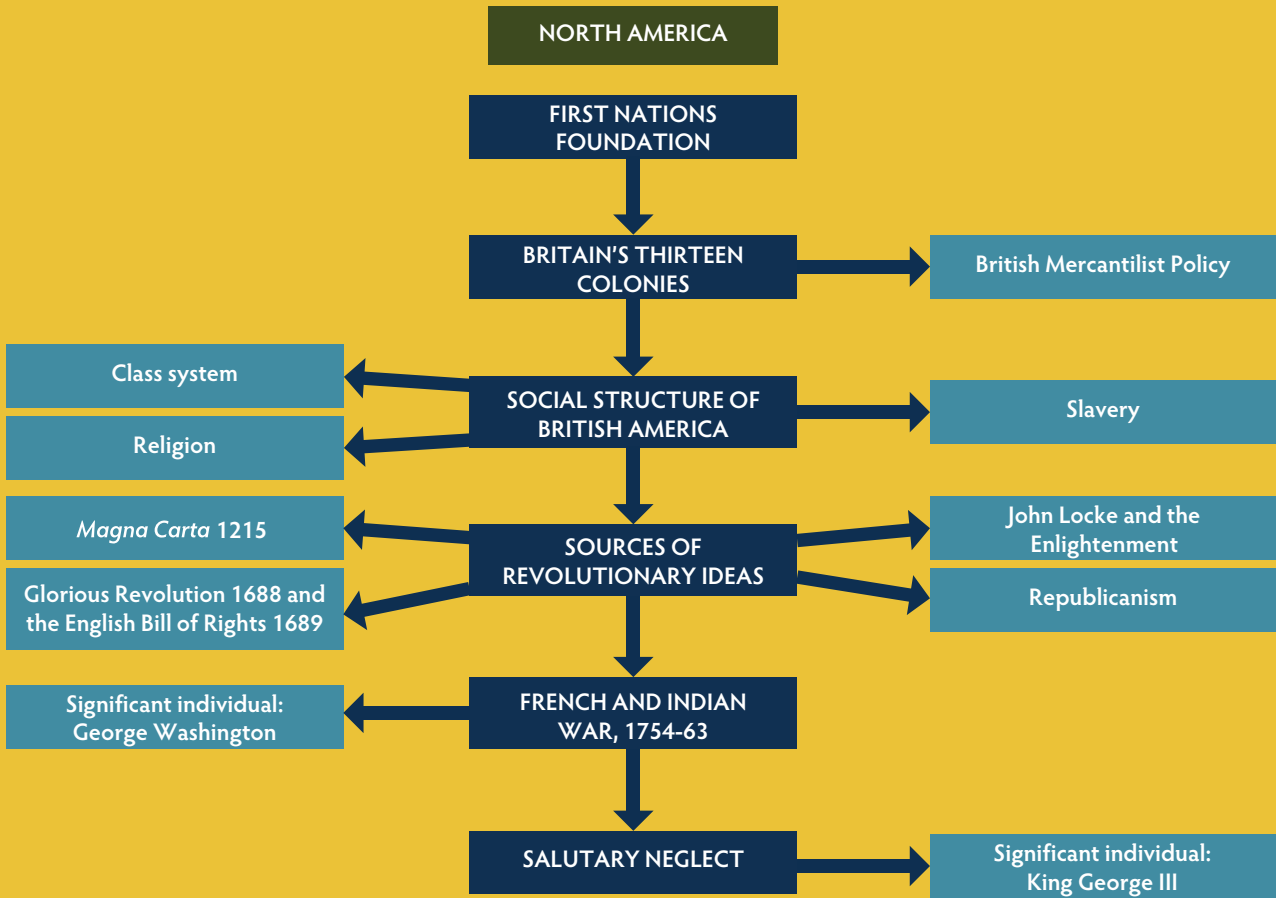 NORTH AMERICA
FIRST NATIONS
FOUNDATION
BRITAIN'S THIRTEEN
COLONIES
British Mercantilist Policy
Class system
Religion
SOCIAL STRUCTURE OF
BRITISH AMERICA
Slavery
Magna Carta 1215
Glorious Revolution 1688 and
the English Bill of Rights 1689
SOURCES OF
REVOLUTIONARY IDEAS
John Locke and the
Enlightenment
Republicanism
Significant individual:
George Washington
FRENCH AND INDIAN
WAR, 1754-63
SALUTARY NEGLECT
Significant individual:
King George III